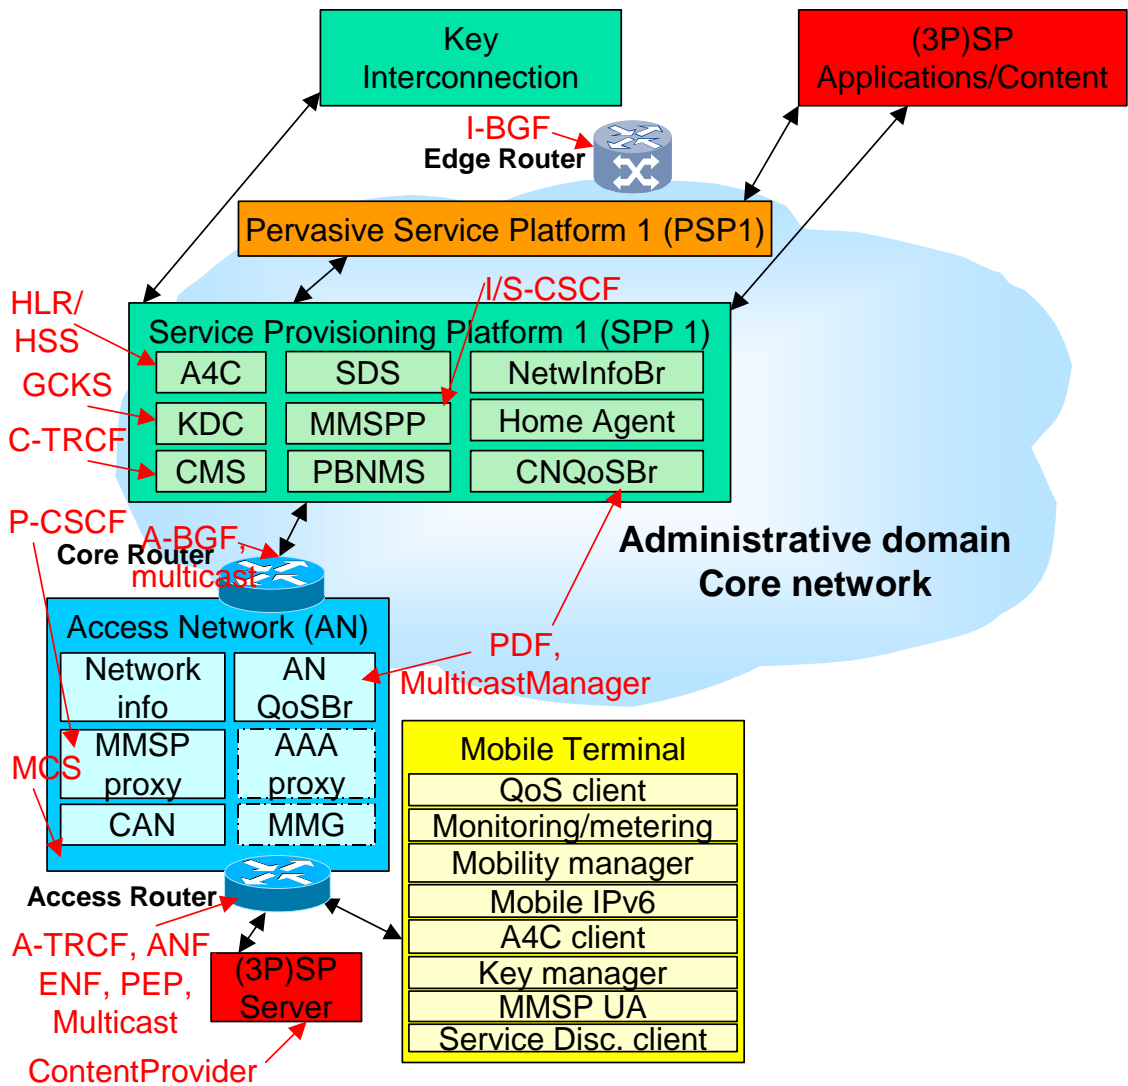 Key
Interconnection
(3P)SP
Applications/Content
I-BGF
Edge Router
Pervasive Service Platform 1 (PSP1)
I/S-CSCF
HLR/
HSS
Service Provisioning Platform 1 (SPP 1)
A4C
SDS
NetwInfoBr
GCKS
KDC
MMSPP
Home Agent
C-TRCF
CMS
PBNMS
CNQoSBr
P-CSCF
A-BGF,
multicast
Core Router
Administrative domain
Core network
Access Network (AN)
PDF,
MulticastManager
Network
info
AN
QoSBr
MMSP
proxy
AAA
proxy
MCS
CAN
MMG
Access Router
A-TRCF, ANF
ENF, PEP,
Multicast
(3P)SP
Server
ContentProvider
Mobile Terminal
QoS client
Monitoring/metering
Mobility manager
Mobile IPv6
A4C client
Key manager
MMSP UA
Service Disc. client